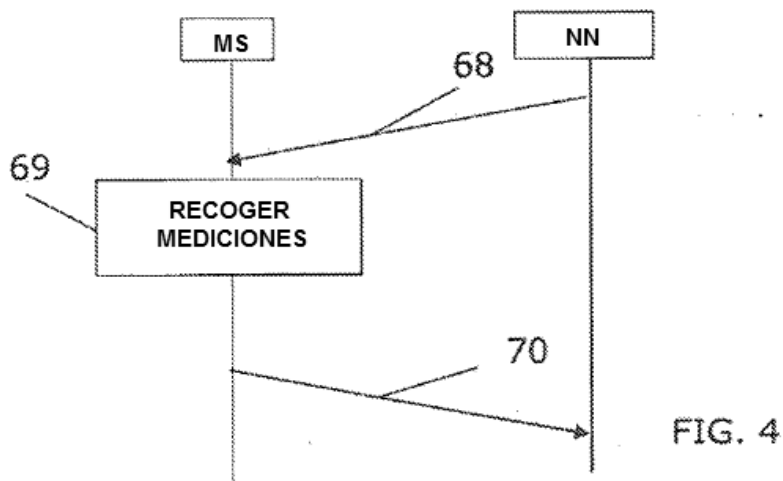 MS
NN
68
69
RECOGER
MEDICIONES
70
FIG. 4